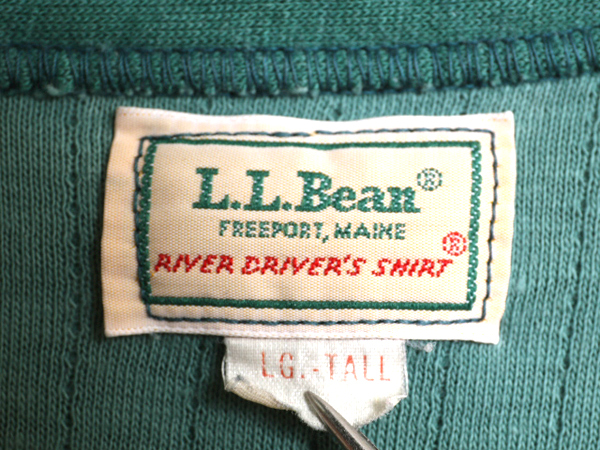 L.L.Bean®
FREEPORT, MAINE
RIVER DRIVER'S SHIRT®
LG.-TALL